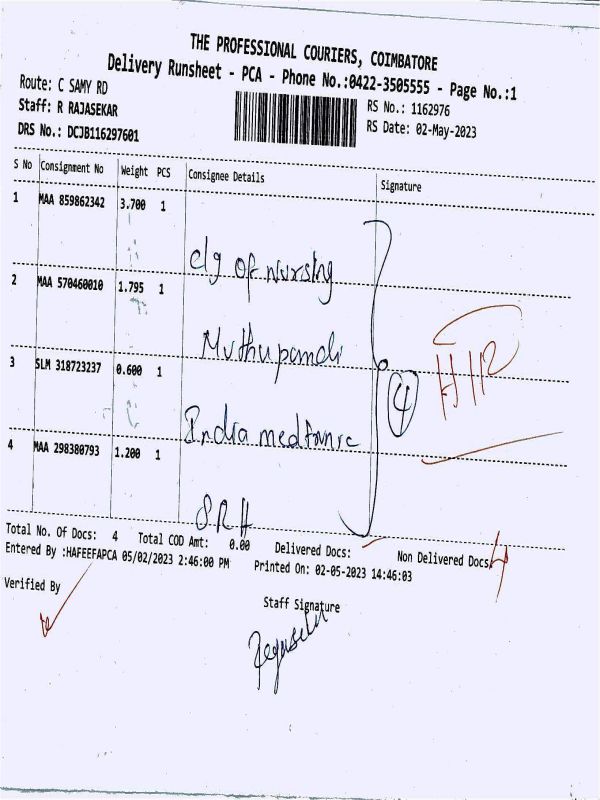 THE PROFESSIONAL COURIERS, COIMBATORE
Delivery Runsheet - PCA - Phone No.:0422-3505555 - Page No.:1
Route: C SAMY RD
Staff: R RAJASEKAR
DRS No.: DCJB116297601
RS No.: 1162976
RS Date: 02-May-2023
S No Consignment No Weight PCS Consignee Details Signature
1 MAA 859862342 3.700 1
clg of nursing
2 MAA 570460010 1.795 1
Muthupandi
3 SLM 318723237 0.600 1
4 HIP
India medtronic
4 MAA 298380793 1.200 1
SRH
Total No. Of Docs: 4 Total COD Amt: 0.00 Delivered Docs: - Non Delivered Docs: 4
Entered By :HAFEEFAPCA 05/02/2023 2:46:00 PM Printed On: 02-05-2023 14:46:03
Verified By
Staff Signature